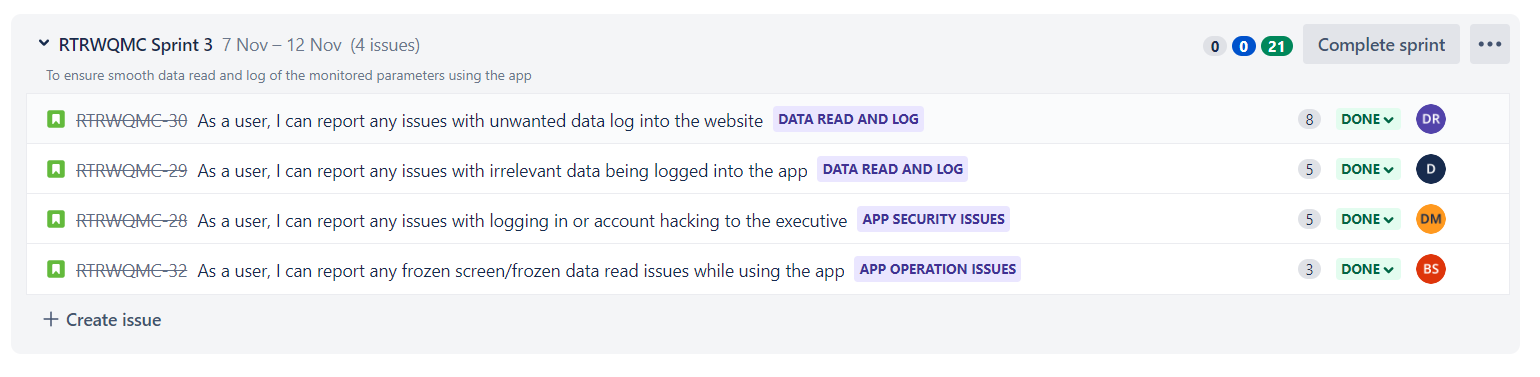 RTRWQMC Sprint 3 7 Nov – 12 Nov (4 issues) 0 0 21 Complete sprint
To ensure smooth data read and log of the monitored parameters using the app
RTRWQMC-30 As a user, I can report any issues with unwanted data log into the website DATA READ AND LOG 8 DONE DR
RTRWQMC-29 As a user, I can report any issues with irrelevant data being logged into the app DATA READ AND LOG 5 DONE D
RTRWQMC-28 As a user, I can report any issues with logging in or account hacking to the executive APP SECURITY ISSUES 5 DONE DM
RTRWQMC-32 As a user, I can report any frozen screen/frozen data read issues while using the app APP OPERATION ISSUES 3 DONE BS
+ Create issue